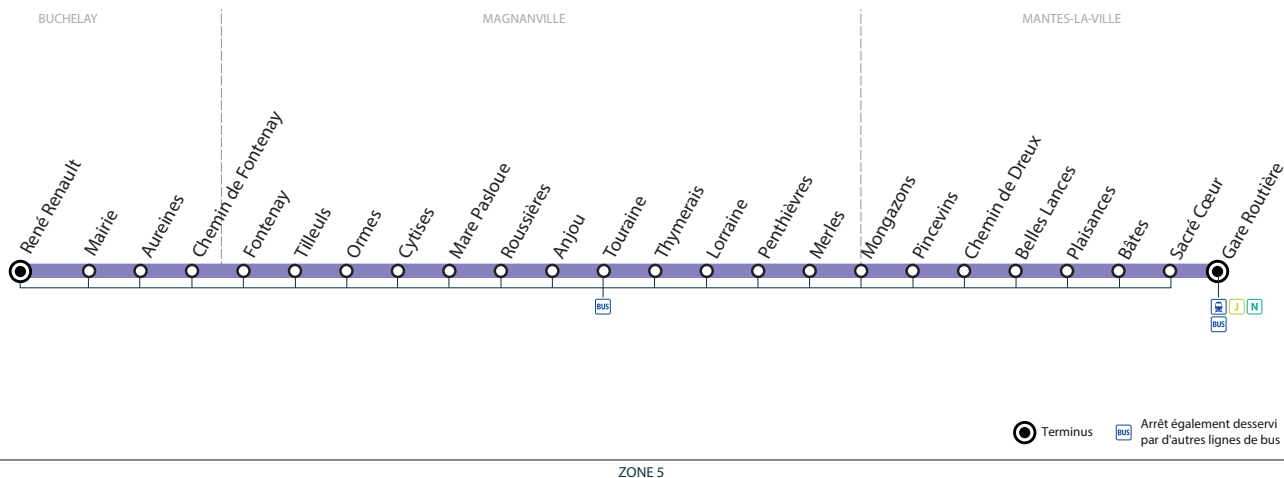 BUCHELAY
MAGNANVILLE
MANTES-LA-VILLE
René Renault
Mairie
Aureines
Chemin de Fontenay
Fontenay
Tilleuls
Ormes
Cytises
Mare Pasloue
Roussières
Anjou
Touraine
Thymerais
Lorraine
Penthièvres
Merles
Mongazons
Pincevins
Chemin de Dreux
Belles Lances
Plaisances
Bâtes
Sacré Cœur
Gare Routière
BUS
J N
BUS
Terminus
BUS
Arrêt également desservi
par d'autres lignes de bus
ZONE 5